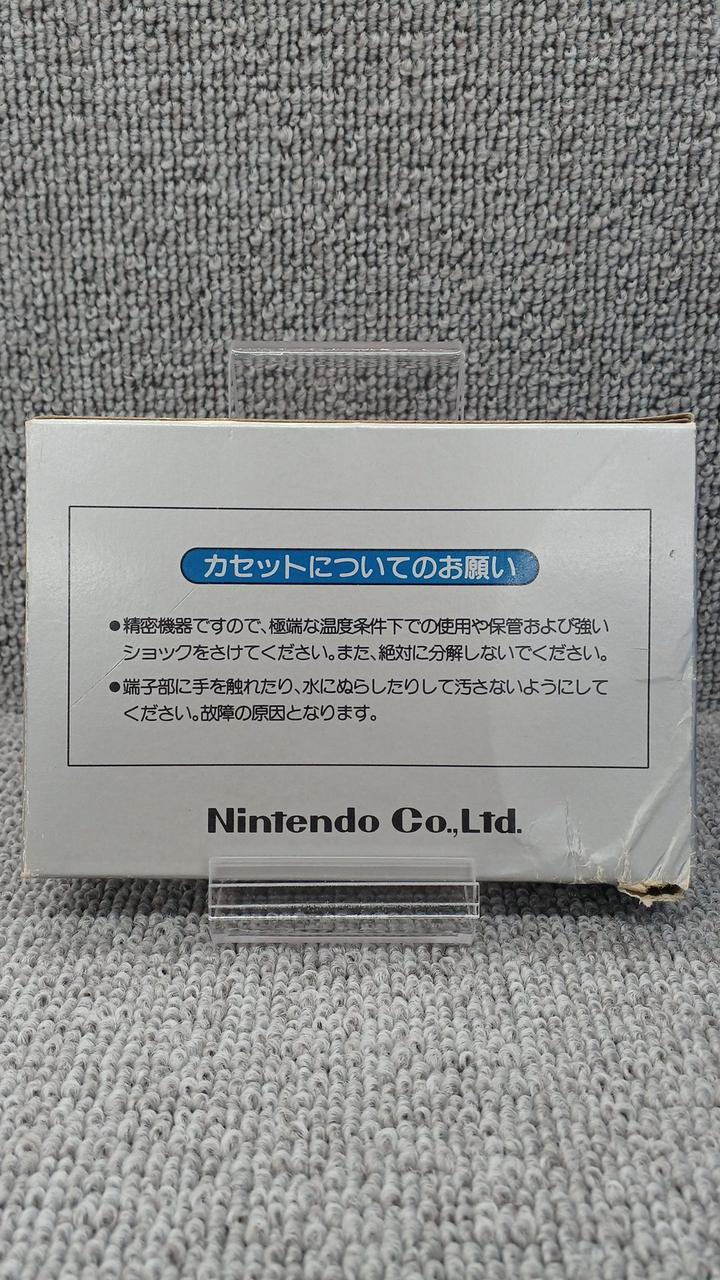 カセットについてのお願い
●精密機器ですので、極端な温度条件下での使用や保管および強い
ショックをさけてください。また、絶対に分解しないでください。
●端子部に手を触れたり、水にぬらしたりして汚さないようにして
ください。故障の原因となります。
Nintendo Co.,Ltd.